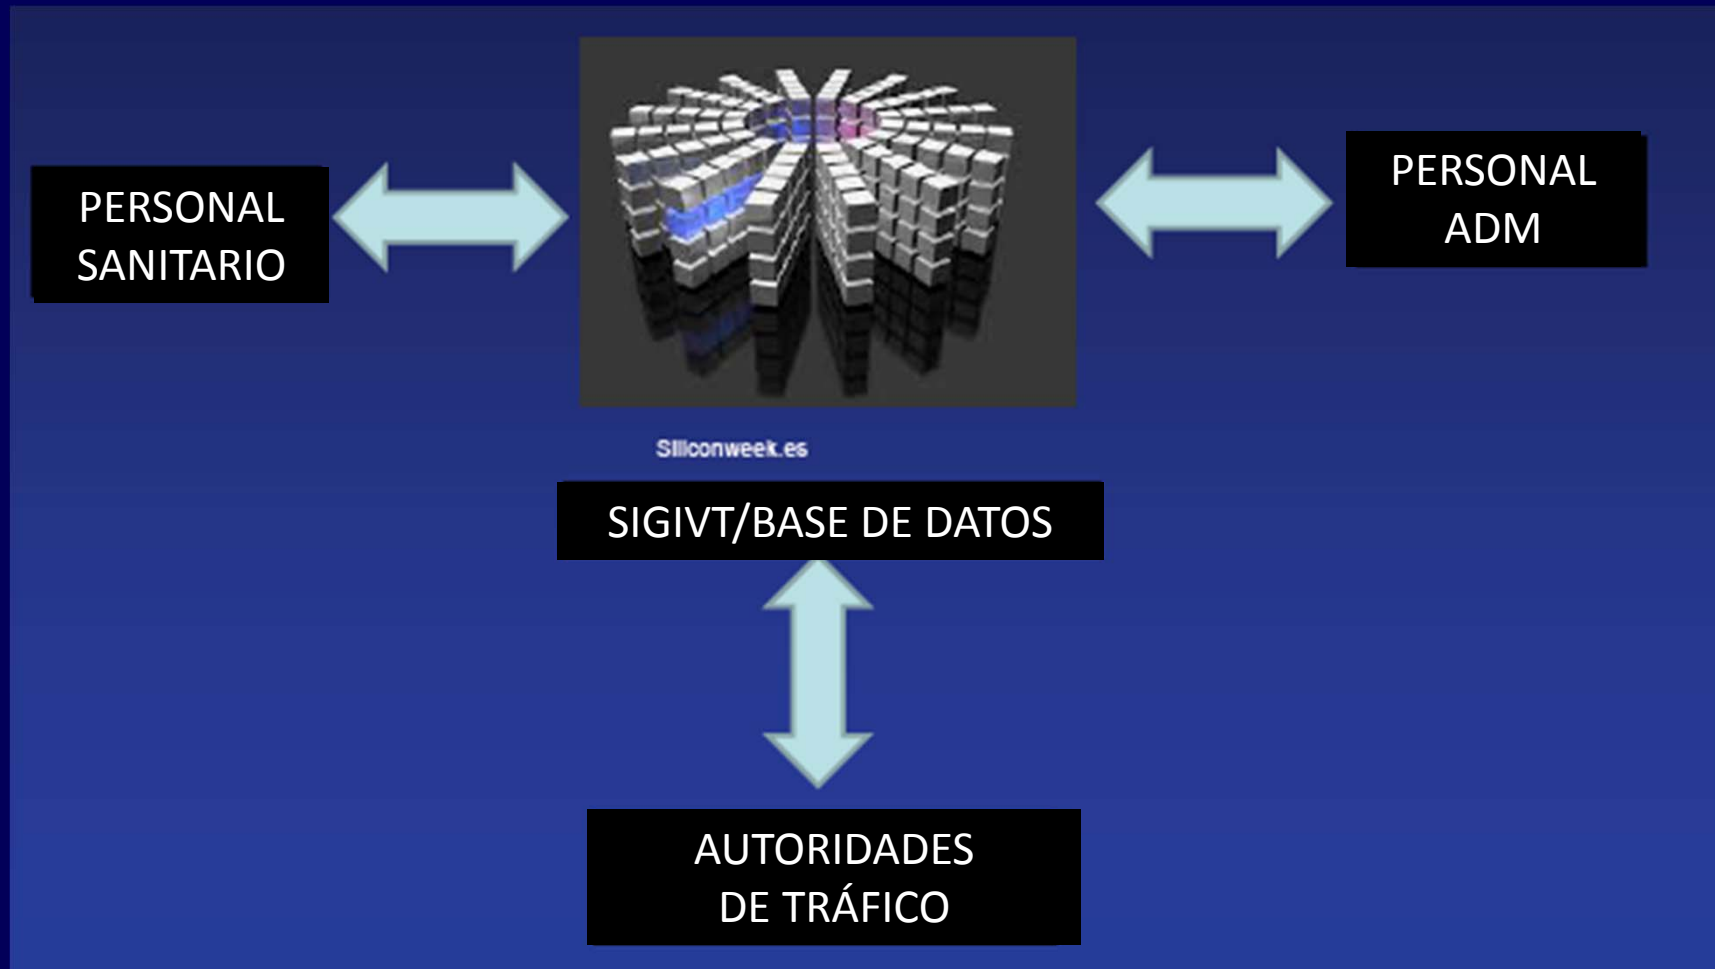 PERSONAL
SANITARIO
PERSONAL
ADM
Siliconweek.es
SIGIVT/BASE DE DATOS
AUTORIDADES
DE TRÁFICO